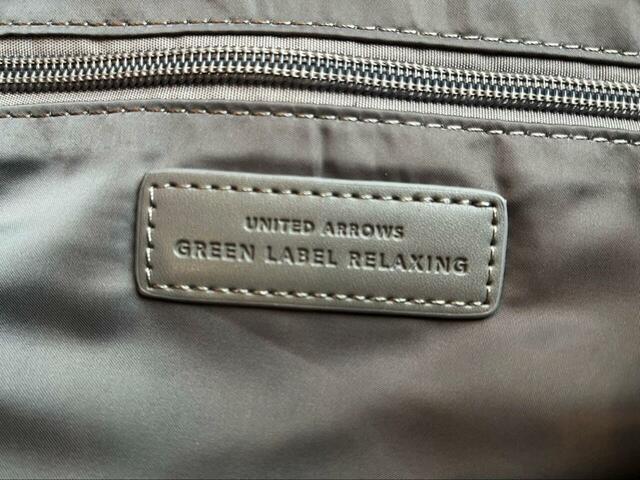 UNITED ARROWS
GREEN LABEL RELAXING